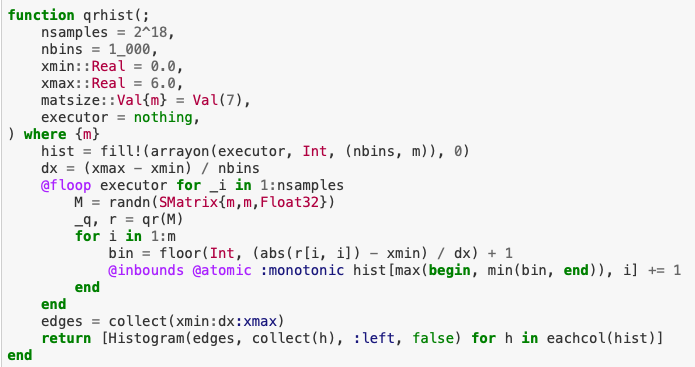 function qrhist(;
    nsamples = 2^18,
    nbins = 1_000,
    xmin::Real = 0.0,
    xmax::Real = 6.0,
    matsize::Val{m} = Val(7),
    executor = nothing,
) where {m}
    hist = fill!(arrayon(executor, Int, (nbins, m)), 0)
    dx = (xmax - xmin) / nbins
    @floop executor for _i in 1:nsamples
        M = randn(SMatrix{m,m,Float32})
        _q, r = qr(M)
        for i in 1:m
            bin = floor(Int, (abs(r[i, i]) - xmin) / dx) + 1
            @inbounds @atomic :monotonic hist[max(begin, min(bin, end)), i] += 1
        end
    end
    edges = collect(xmin:dx:xmax)
    return [Histogram(edges, collect(h), :left, false) for h in eachcol(hist)]
end